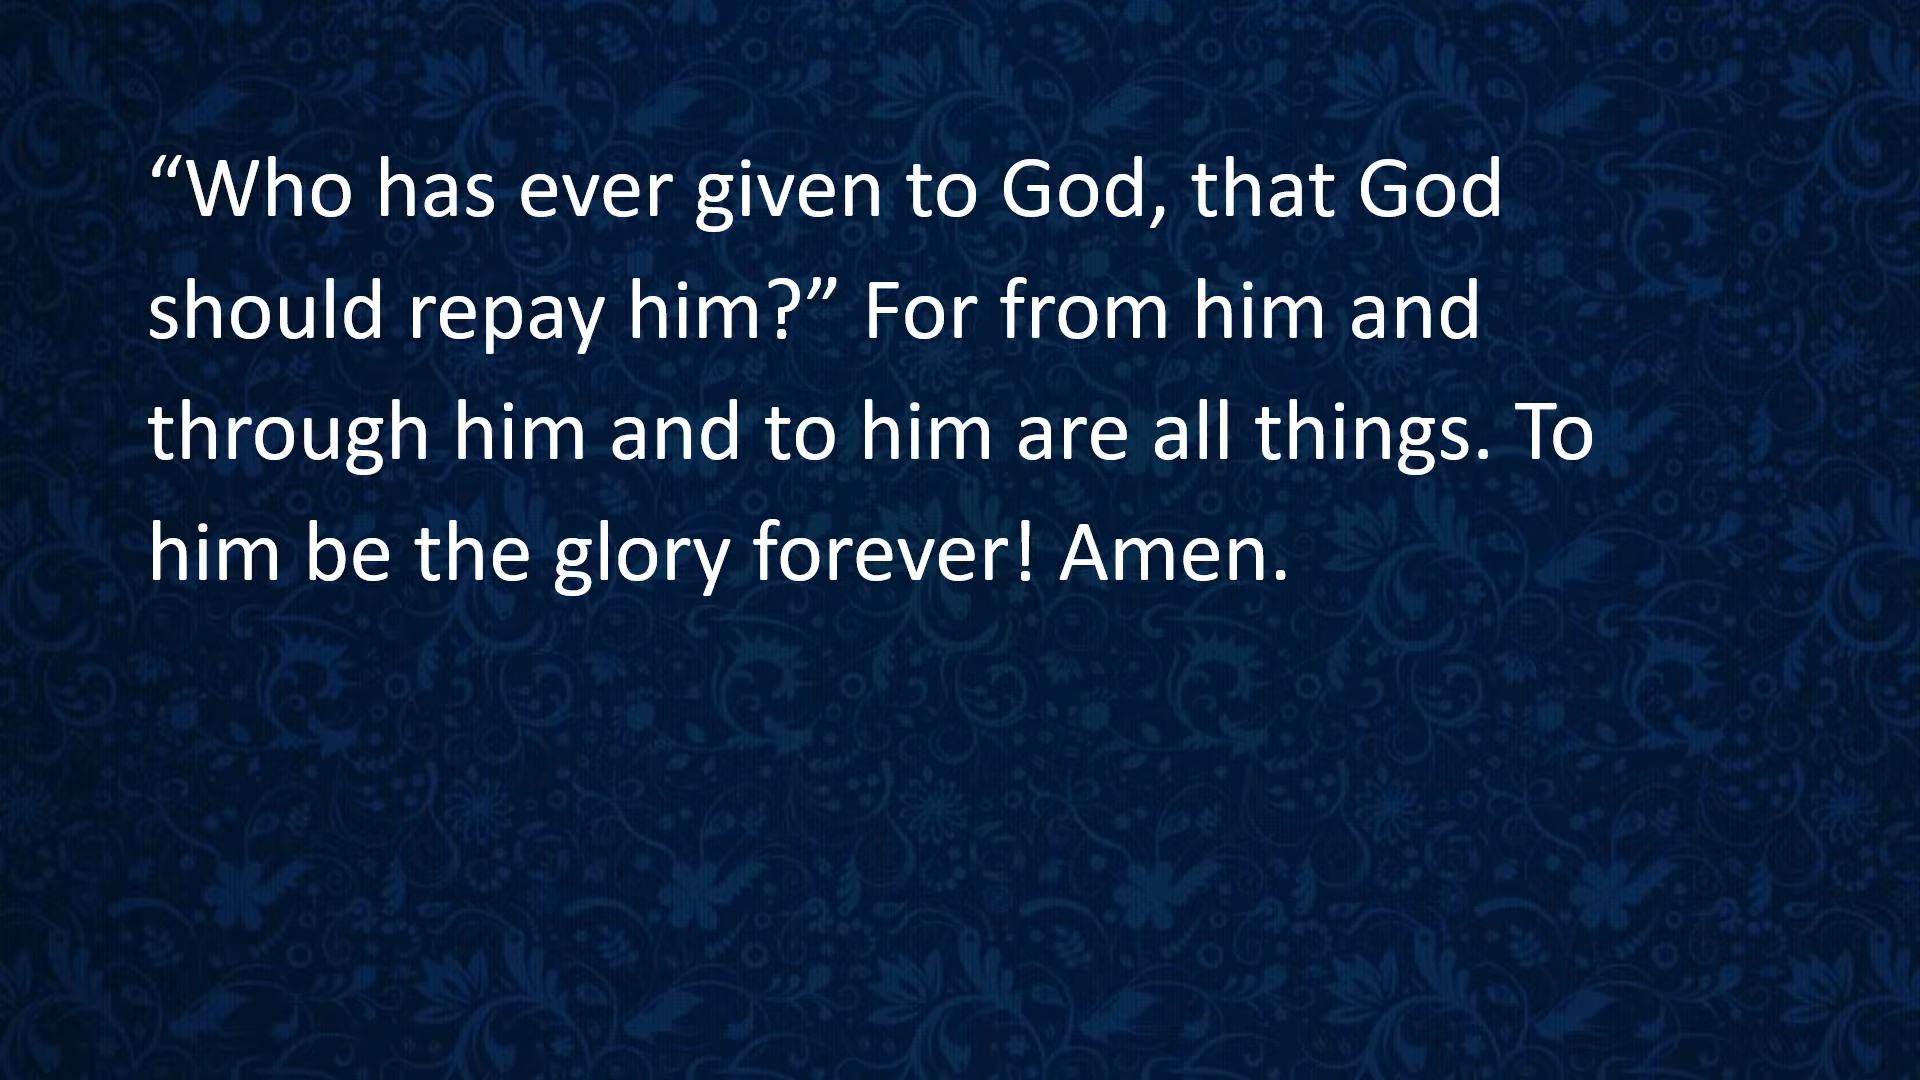 “Who has ever given to God, that God
should repay him?” For from him and
through him and to him are all things. To
him be the glory forever! Amen.